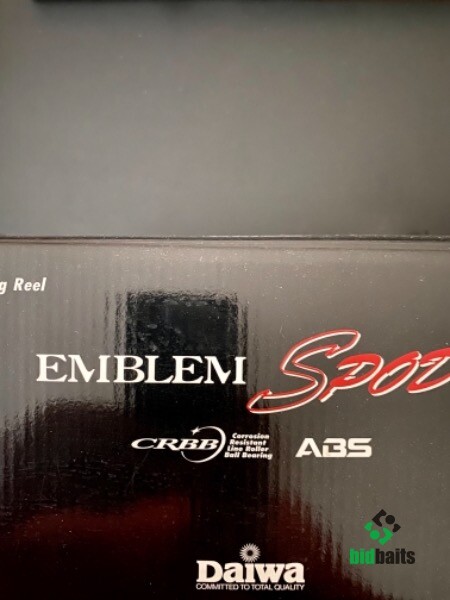 g Reel
EMBLEM SPOD
CRBB Corrosion
Resistant
Line Roller
Ball Bearing
ABS
bidbaits
Daiwa
COMMITTED TO TOTAL QUALITY